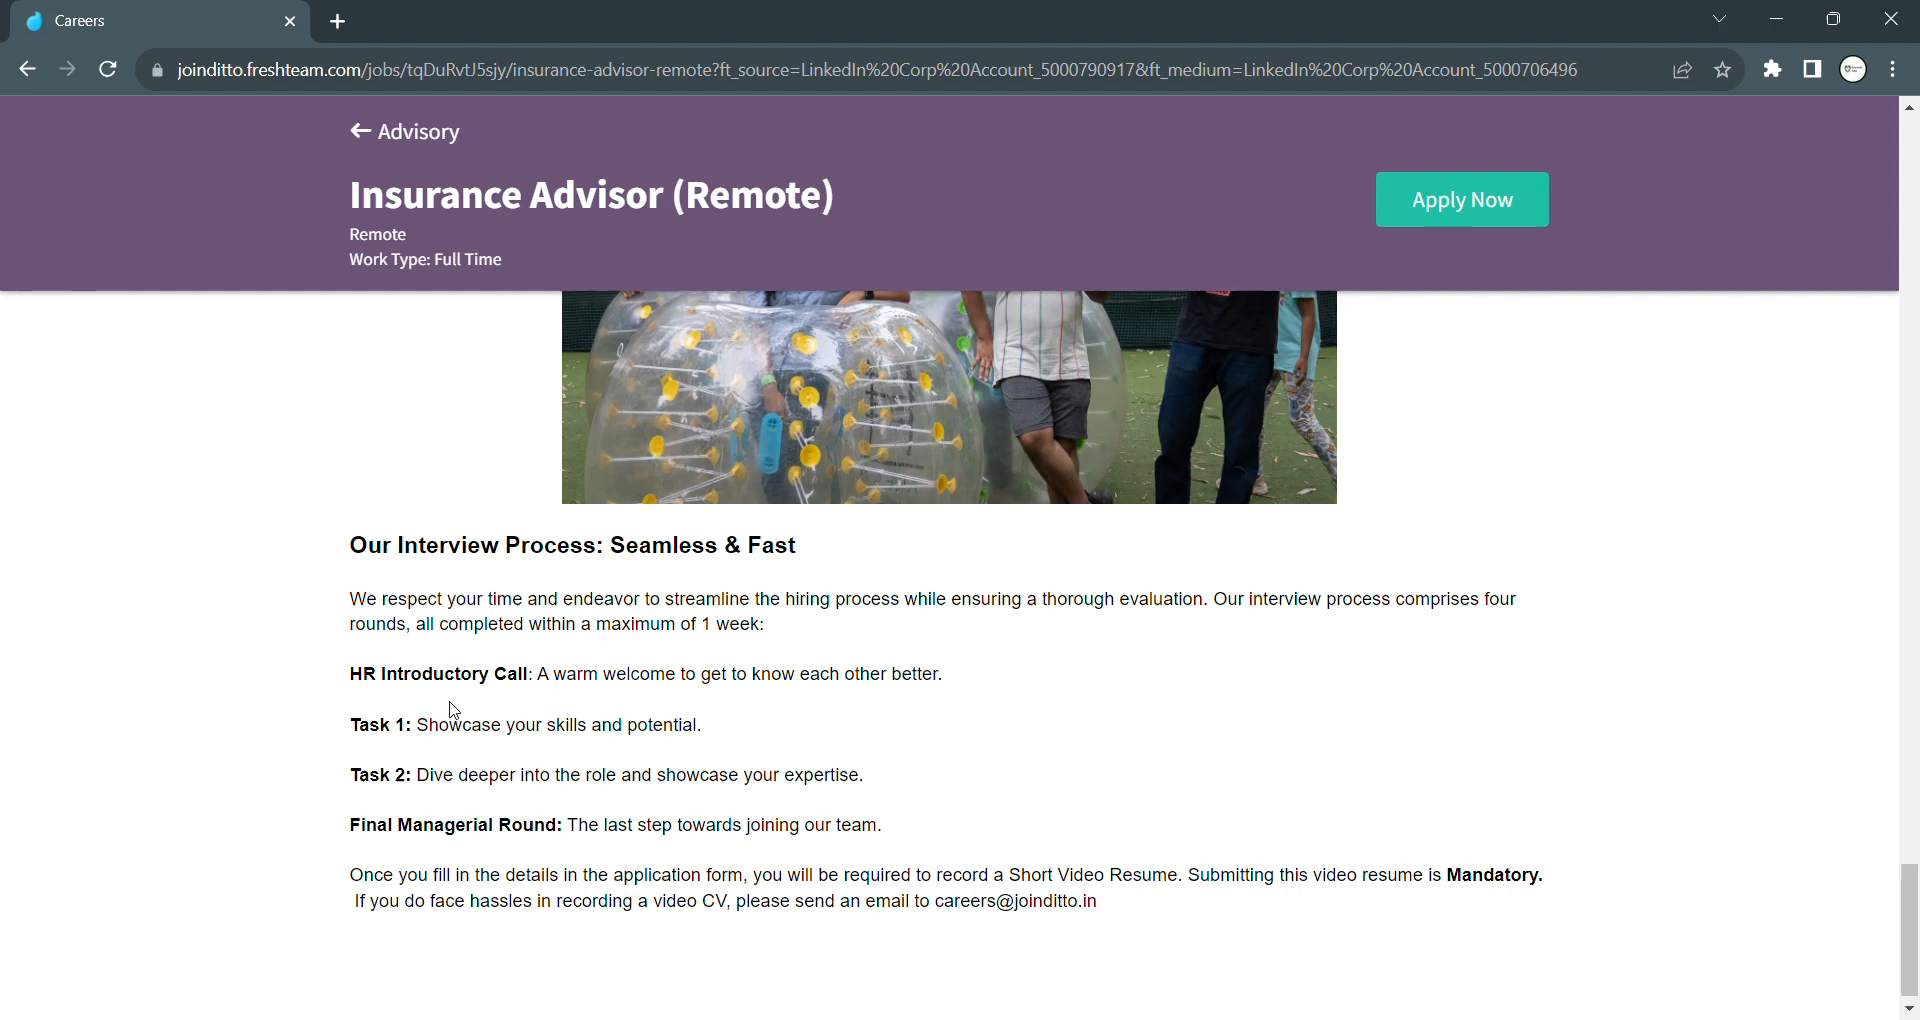 Careers
joinditto.freshteam.com/jobs/tqDuRvtJ5sjy/insurance-advisor-remote?ft_source=LinkedIn%20Corp%20Account_5000790917&ft_medium=LinkedIn%20Corp%20Account_5000706496
Advisory
Insurance Advisor (Remote)
Apply Now
Remote
Work Type: Full Time
Our Interview Process: Seamless & Fast
We respect your time and endeavor to streamline the hiring process while ensuring a thorough evaluation. Our interview process comprises four
rounds, all completed within a maximum of 1 week:
HR Introductory Call: A warm welcome to get to know each other better.
Task 1: Showcase your skills and potential.
Task 2: Dive deeper into the role and showcase your expertise.
Final Managerial Round: The last step towards joining our team.
Once you fill in the details in the application form, you will be required to record a Short Video Resume. Submitting this video resume is Mandatory.
If you do face hassles in recording a video CV, please send an email to careers@joinditto.in